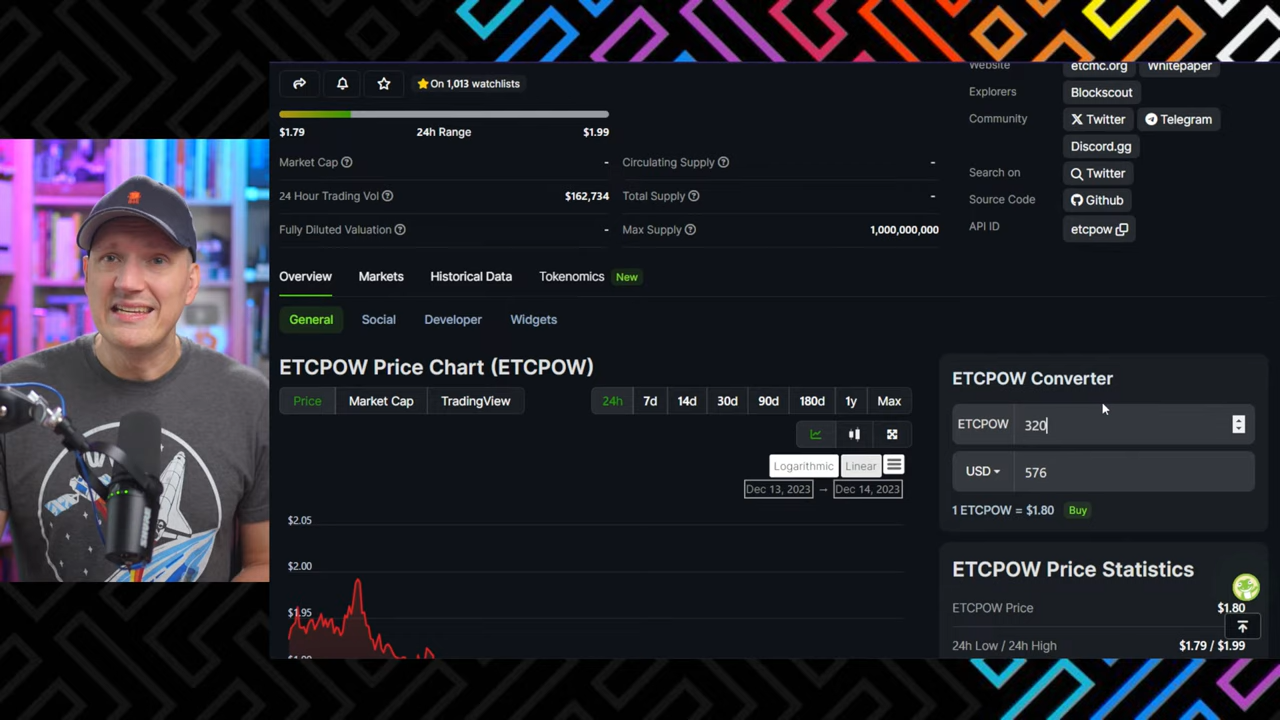 Website etcmc.org Whitepaper
On 1,013 watchlists
Explorers Blockscout
$1.79 24h Range $1.99
Community Twitter Telegram
Discord.gg
Market Cap - Circulating Supply -
Search on Twitter
24 Hour Trading Vol $162,734 Total Supply -
Source Code Github
Fully Diluted Valuation - Max Supply 1,000,000,000
API ID etcpow
Overview Markets Historical Data Tokenomics New
General Social Developer Widgets
ETCPOW Price Chart (ETCPOW)
Price Market Cap TradingView 24h 7d 14d 30d 90d 180d 1y Max
Logarithmic Linear
Dec 13, 2023 → Dec 14, 2023
$2.05
$2.00
$1.95
ETCPOW Converter
ETCPOW 320
USD 576
1 ETCPOW = $1.80 Buy
ETCPOW Price Statistics
ETCPOW Price $1.80
24h Low / 24h High $1.79 / $1.99
SHURE